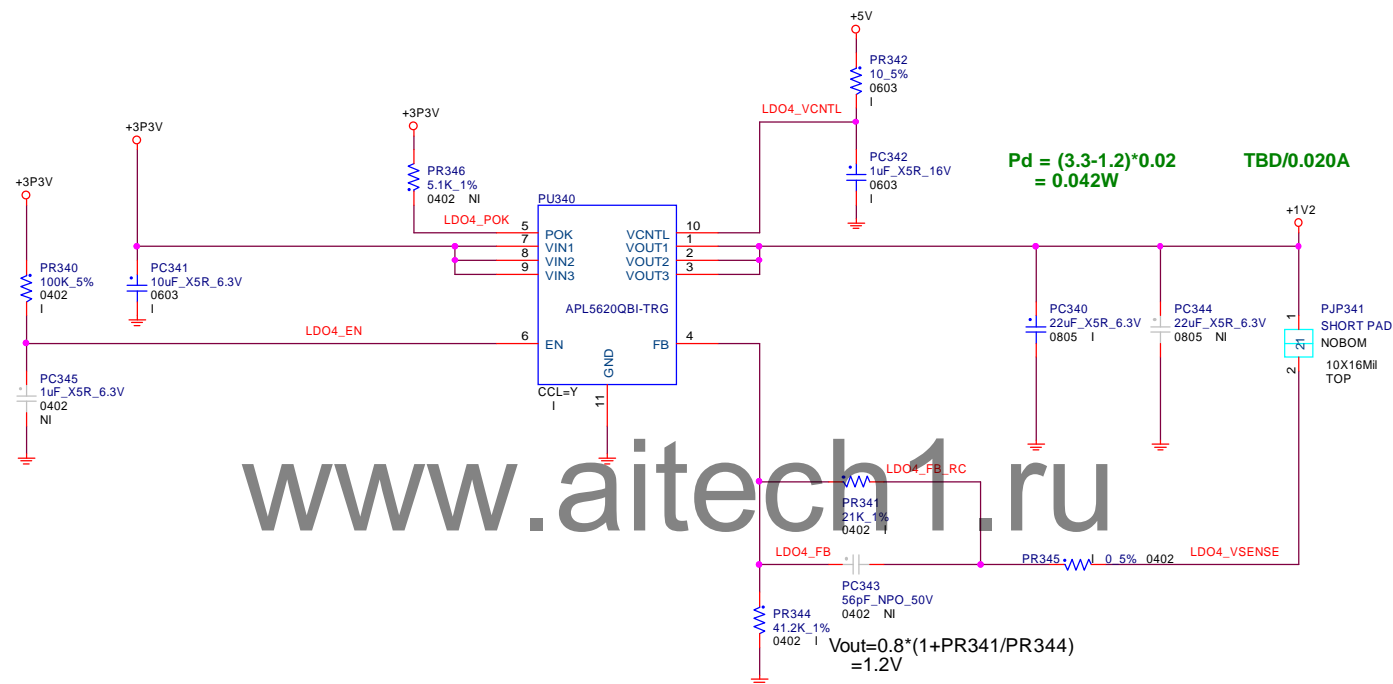 +5V
PR342
10_5%
0603
I
LDO4_VCNTL
+3P3V
+3P3V
+3P3V
PR346
5.1K_1%
0402 NI
LDO4_POK
PC342
1uF_X5R_16V
0603
I
Pd = (3.3-1.2)*0.02
= 0.042W
TBD/0.020A
+1V2
PU340
5 POK
7 VIN1
8 VIN2
9 VIN3
VCNTL 10
VOUT1 1
VOUT2 2
VOUT3 3
APL5620QBI-TRG
6 EN
FB 4
GND
11
CCL=Y
I
PR340
100K_5%
0402
I
PC341
10uF_X5R_6.3V
0603
I
LDO4_EN
PC345
1uF_X5R_6.3V
0402
NI
PC340
22uF_X5R_6.3V
0805 I
PC344
22uF_X5R_6.3V
0805 NI
PJP341
SHORT PAD
NOBOM
10X16Mil
TOP
1
21
2
www.aitech1.ru
LDO4_FB_RC
PR341
21K_1%
0402 I
LDO4_FB
PC343
56pF_NPO_50V
0402 NI
PR345 I 0_5% 0402
LDO4_VSENSE
PR344
41.2K_1%
0402 I
Vout=0.8*(1+PR341/PR344)
=1.2V